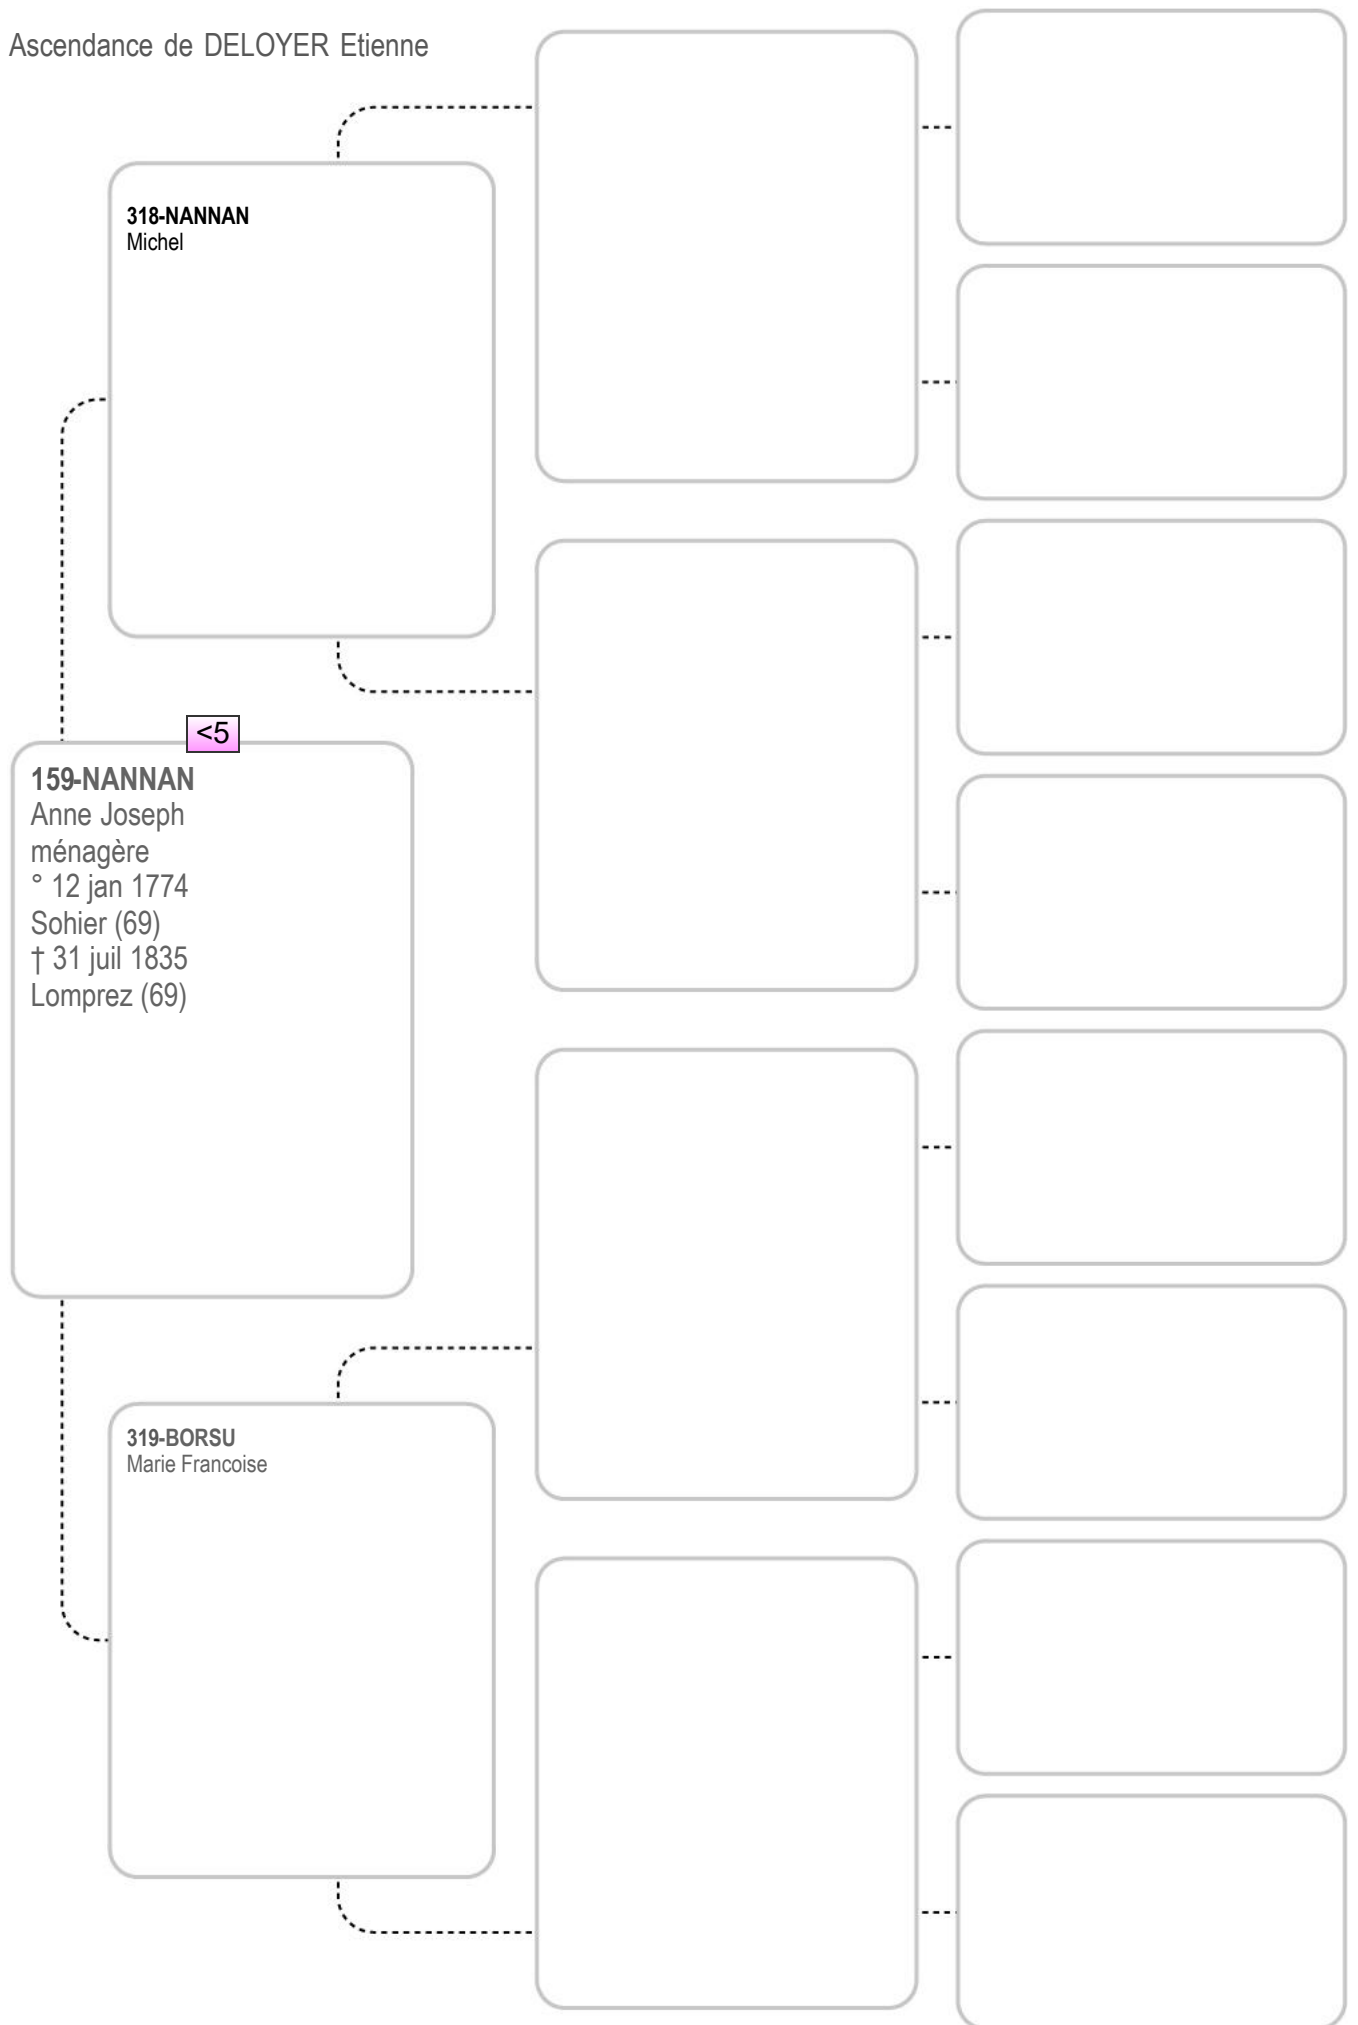 Ascendance de DELOYER Etienne
318-NANNAN
Michel
<5
159-NANNAN
Anne Joseph
ménagère
° 12 jan 1774
Sohier (69)
† 31 juil 1835
Lomprez (69)
319-BORSU
Marie Francoise